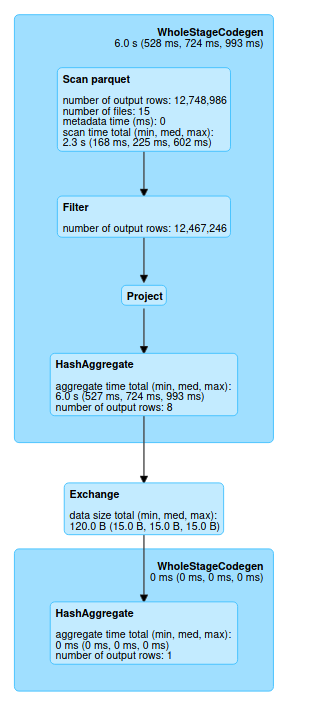 WholeStageCodegen
6.0 s (528 ms, 724 ms, 993 ms)
Scan parquet
number of output rows: 12,748,986
number of files: 15
metadata time (ms): 0
scan time total (min, med, max):
2.3 s (168 ms, 225 ms, 602 ms)
Filter
number of output rows: 12,467,246
Project
HashAggregate
aggregate time total (min, med, max):
6.0 s (527 ms, 724 ms, 993 ms)
number of output rows: 8
Exchange
data size total (min, med, max):
120.0 B (15.0 B, 15.0 B, 15.0 B)
WholeStageCodegen
0 ms (0 ms, 0 ms, 0 ms)
HashAggregate
aggregate time total (min, med, max):
0 ms (0 ms, 0 ms, 0 ms)
number of output rows: 1